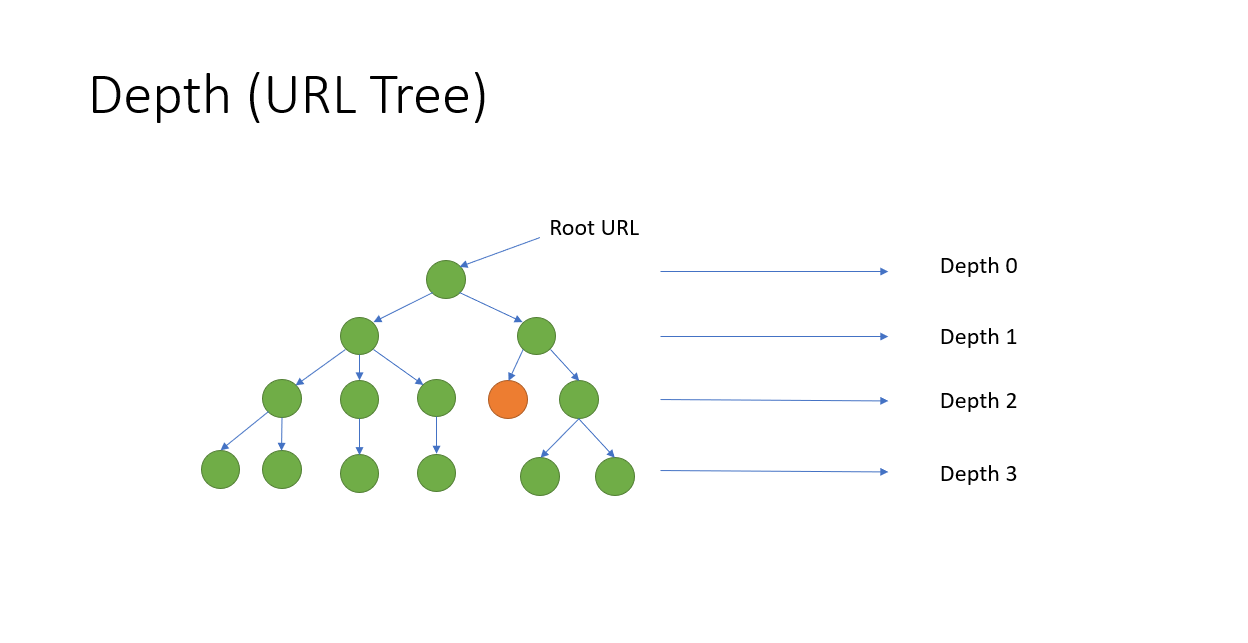 Depth (URL Tree)
Root URL
Depth 0
Depth 1
Depth 2
Depth 3